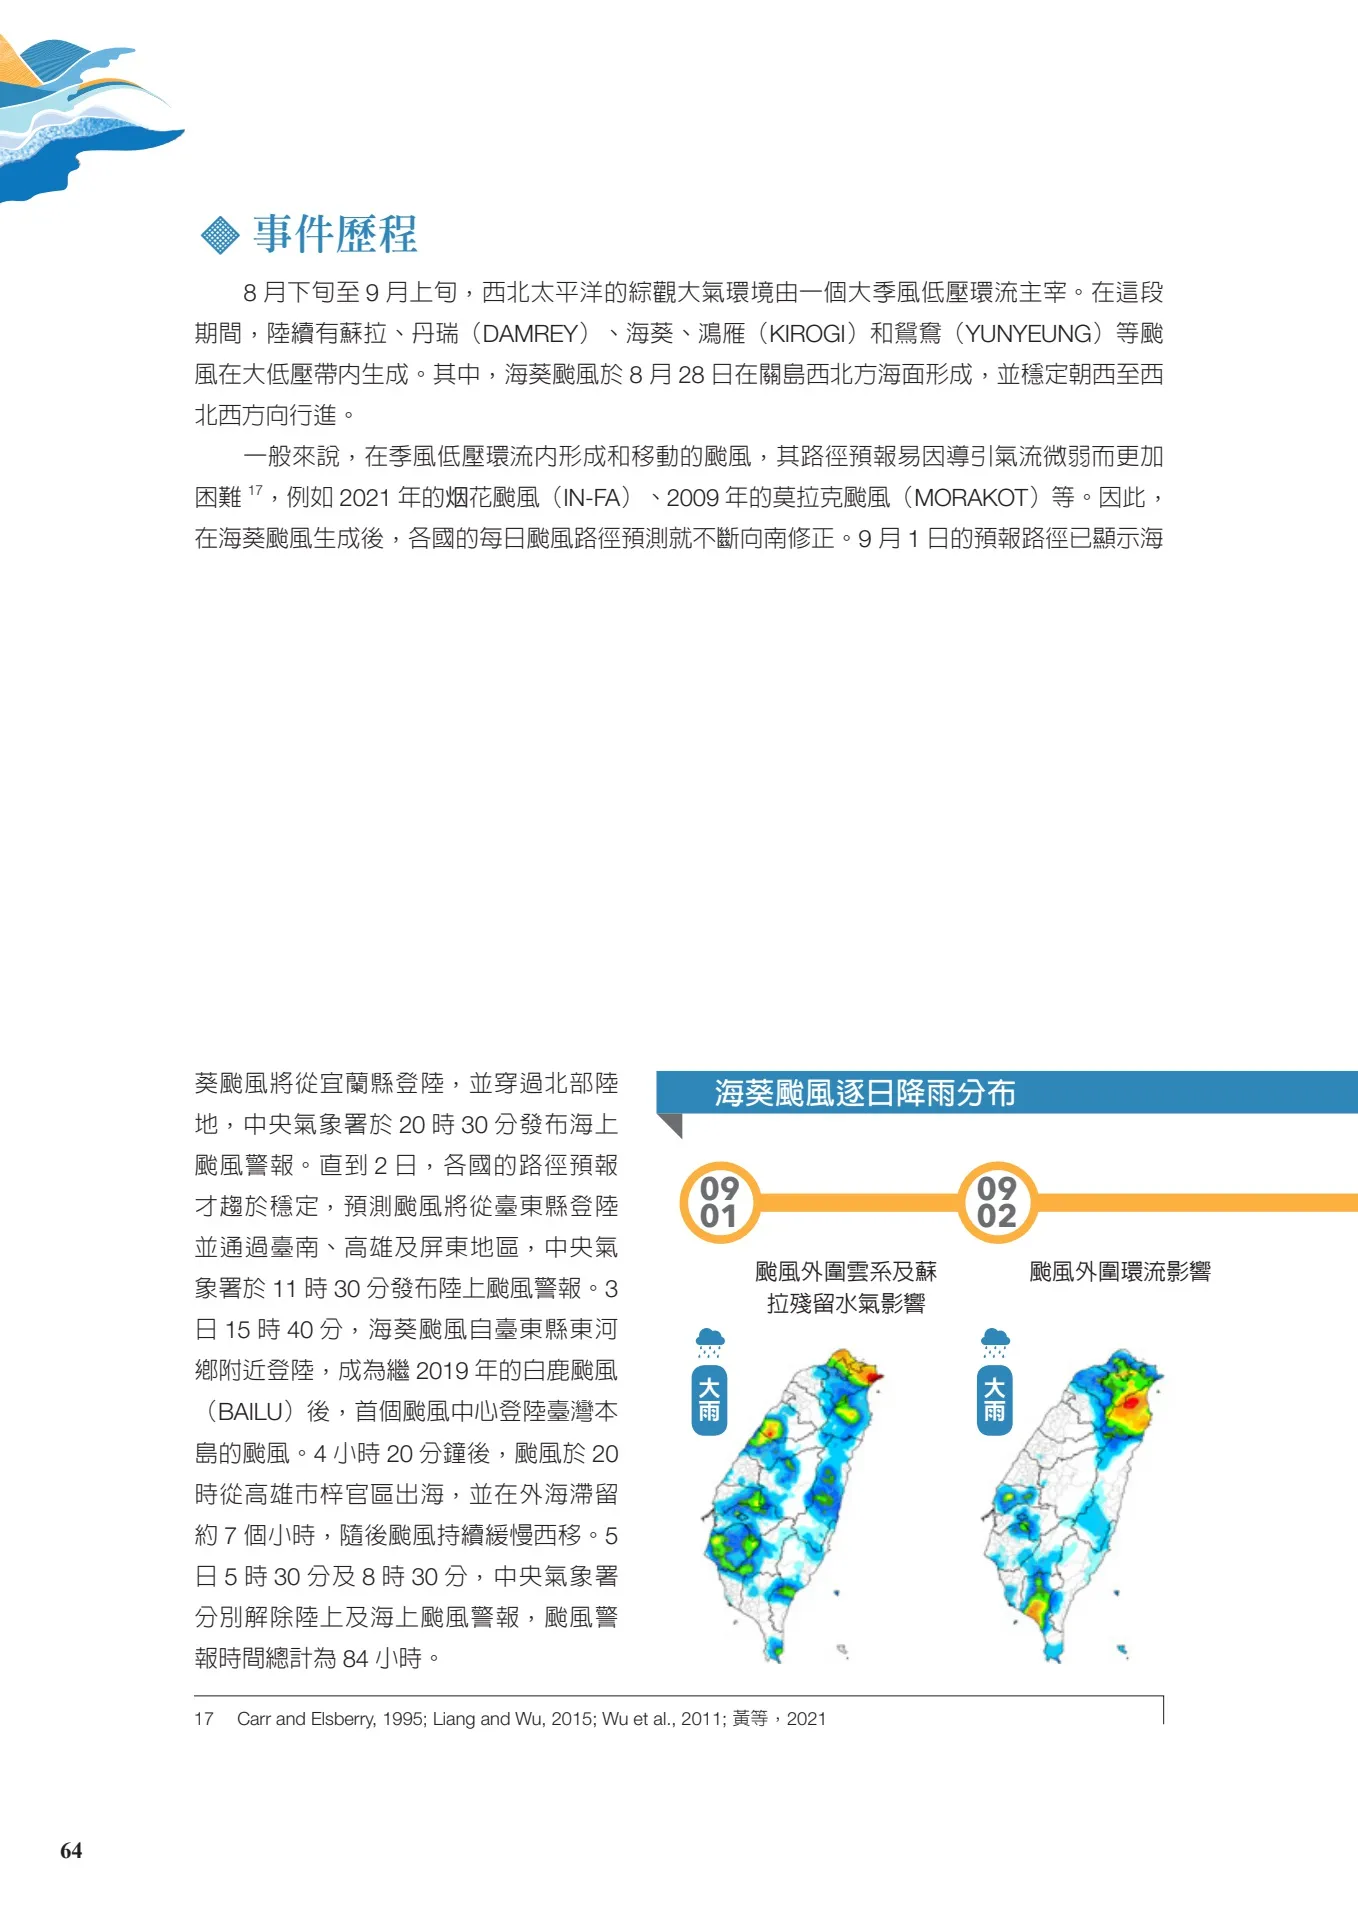 事件歷程
8 月下旬至 9 月上旬，西北太平洋的綜觀大氣環境由一個大季風低壓環流主宰。在這段
期間，陸續有蘇拉、丹瑞（DAMREY）、海葵、鴻雁（KIROGI）和鴛鴦（YUNYEUNG）等颱
風在大低壓帶內生成。其中，海葵颱風於 8 月 28 日在關島西北方海面形成，並穩定朝西至西
北西方向行進。
一般來說，在季風低壓環流內形成和移動的颱風，其路徑預報易因導引氣流微弱而更加
困難 17，例如 2021 年的烟花颱風（IN-FA）、2009 年的莫拉克颱風（MORAKOT）等。因此，
在海葵颱風生成後，各國的每日颱風路徑預測就不斷向南修正。9 月 1 日的預報路徑已顯示海
葵颱風將從宜蘭縣登陸，並穿過北部陸
地，中央氣象署於 20 時 30 分發布海上
颱風警報。直到 2 日，各國的路徑預報
才趨於穩定，預測颱風將從臺東縣登陸
並通過臺南、高雄及屏東地區，中央氣
象署於 11 時 30 分發布陸上颱風警報。3
日 15 時 40 分，海葵颱風自臺東縣東河
鄉附近登陸，成為繼 2019 年的白鹿颱風
（BAILU）後，首個颱風中心登陸臺灣本
島的颱風。4 小時 20 分鐘後，颱風於 20
時從高雄市梓官區出海，並在外海滯留
約 7 個小時，隨後颱風持續緩慢西移。5
日 5 時 30 分及 8 時 30 分，中央氣象署
分別解除陸上及海上颱風警報，颱風警
報時間總計為 84 小時。
海葵颱風逐日降雨分布
09
01
颱風外圍雲系及蘇
拉殘留水氣影響
大
雨
09
02
颱風外圍環流影響
大
雨
17 Carr and Elsberry, 1995; Liang and Wu, 2015; Wu et al., 2011; 黃等，2021
64